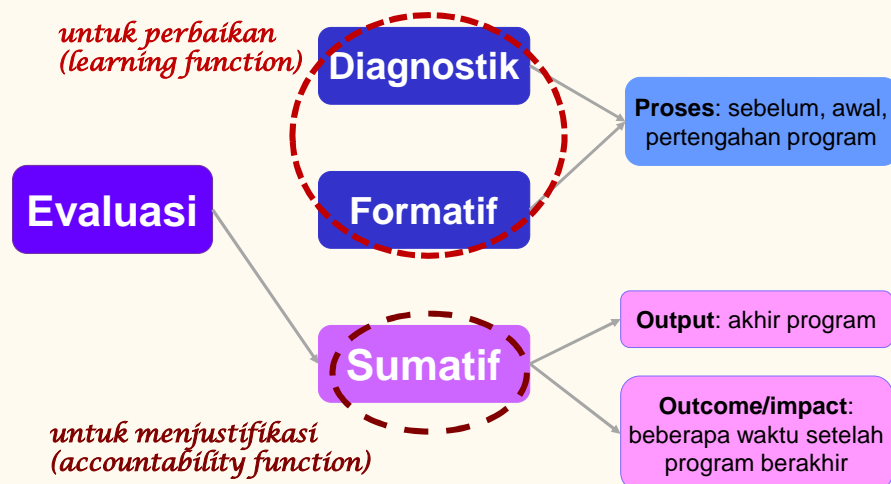 untuk perbaikan
(learning function)
Diagnostik
Proses: sebelum, awal,
pertengahan program
Formatif
Evaluasi
Output: akhir program
Sumatif
Outcome/impact:
beberapa waktu setelah
program berakhir
untuk menjustifikasi
(accountability function)